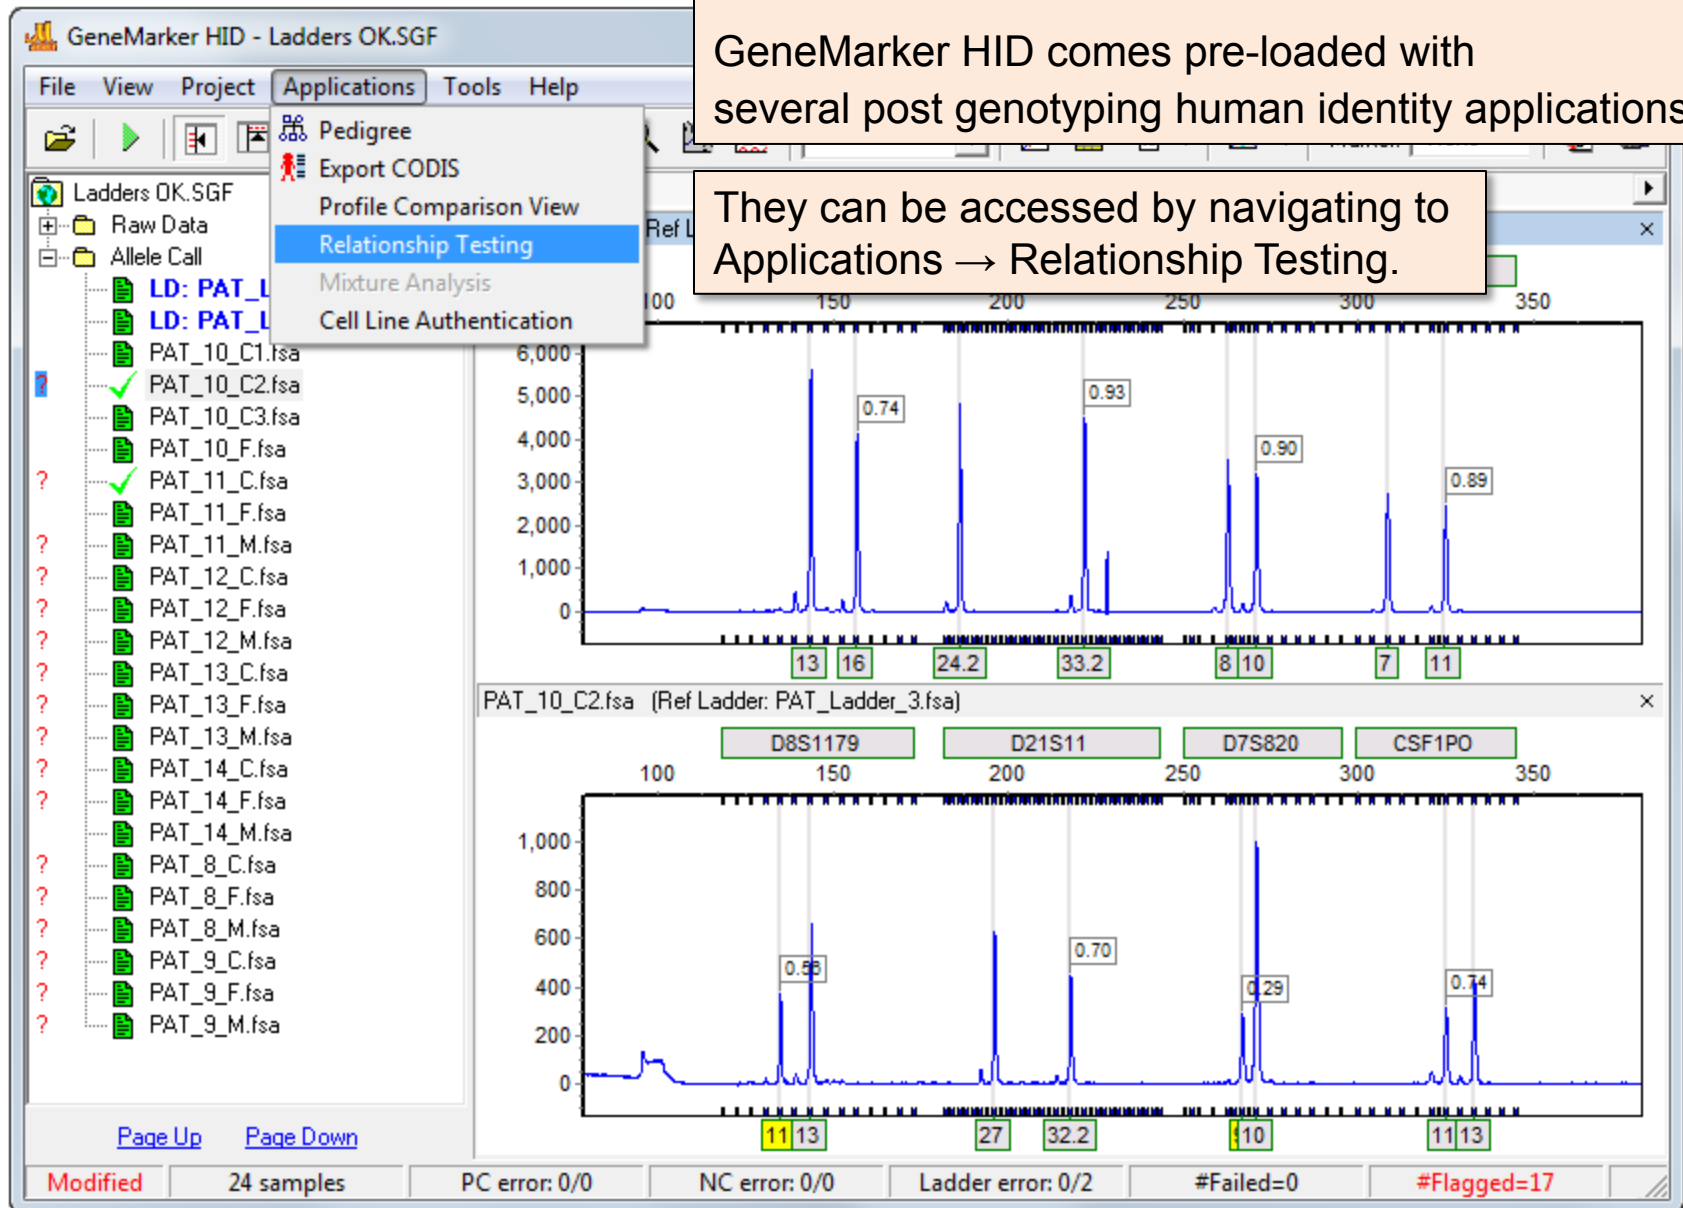 GeneMarker HID - Ladders OK.SGF
GeneMarker HID comes pre-loaded with
several post genotyping human identity applications
File View Project Applications Tools Help
They can be accessed by navigating to
Applications → Relationship Testing.
Pedigree
Export CODIS
Profile Comparison View
Relationship Testing
Mixture Analysis
Cell Line Authentication
Ladders OK.SGF
Raw Data
Allele Call
LD: PAT_L
LD: PAT_L
PAT_10_C1.fsa
? PAT_10_C2.fsa
PAT_10_C3.fsa
PAT_10_F.fsa
? PAT_11_C.fsa
PAT_11_F.fsa
? PAT_11_M.fsa
? PAT_12_C.fsa
? PAT_12_F.fsa
? PAT_12_M.fsa
? PAT_13_C.fsa
? PAT_13_F.fsa
? PAT_13_M.fsa
? PAT_14_C.fsa
? PAT_14_F.fsa
PAT_14_M.fsa
? PAT_8_C.fsa
? PAT_8_F.fsa
? PAT_8_M.fsa
? PAT_9_C.fsa
? PAT_9_F.fsa
? PAT_9_M.fsa
Page Up Page Down
Ref L
100 150 200 250 300 350
6,000
5,000
4,000
3,000
2,000
1,000
0
0.74 0.93 0.90 0.89
13 16 24.2 33.2 8 10 7 11
PAT_10_C2.fsa (Ref Ladder: PAT_Ladder_3.fsa)
D8S1179 D21S11 D7S820 CSF1PO
100 150 200 250 300 350
1,000
800
600
400
200
0
0.70 0.29 0.74
11 13 27 32.2 10 11 13
Modified 24 samples PC error: 0/0 NC error: 0/0 Ladder error: 0/2 #Failed=0 #Flagged=17